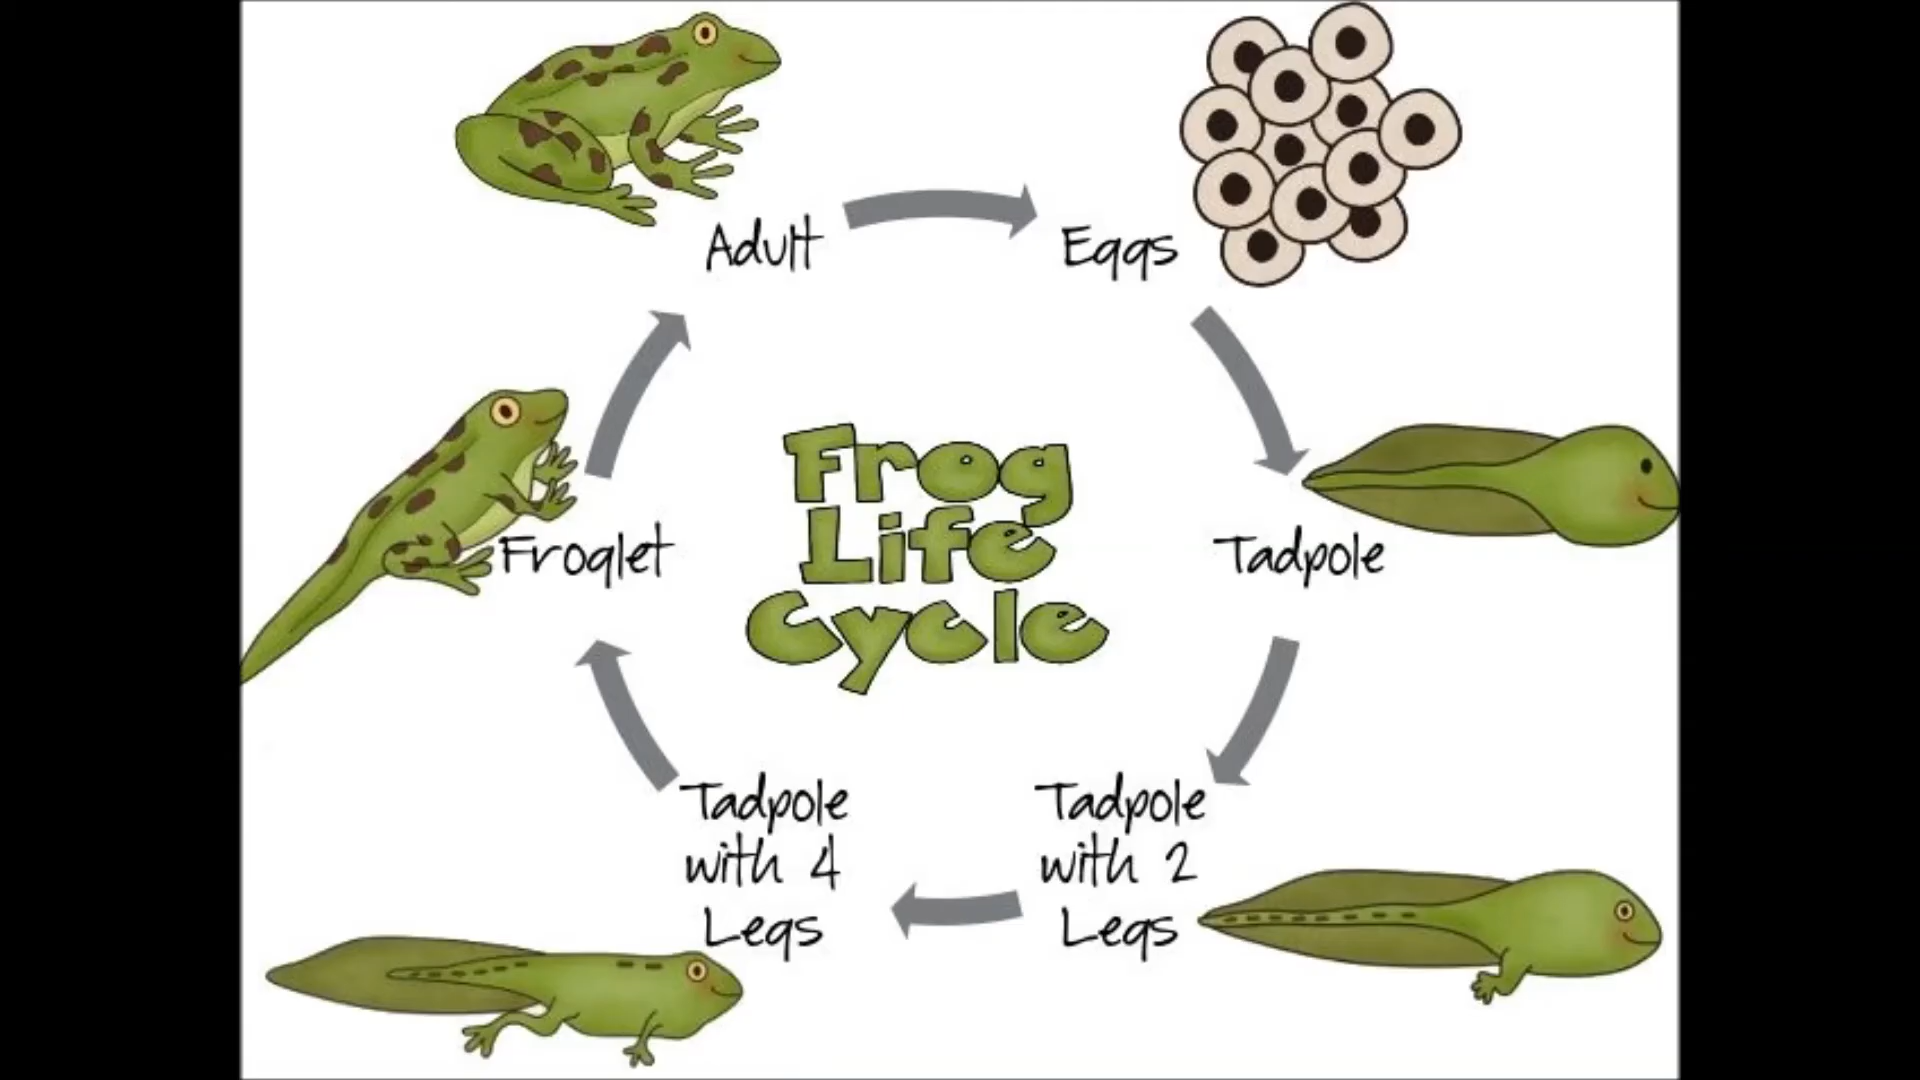 Adult
Eggs
Frog
Life
Cycle
Froglet
Tadpole
Tadpole
with 4
Legs
Tadpole
with 2
Legs